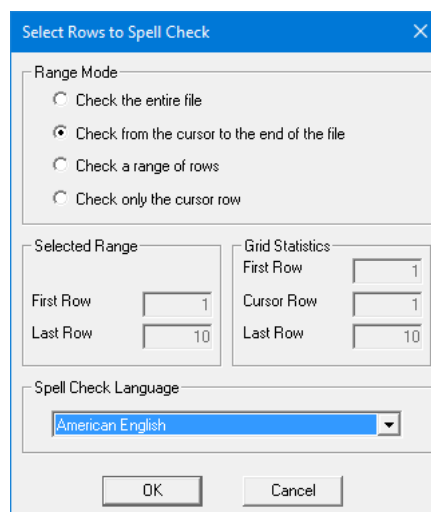 Select Rows to Spell Check
Range Mode
Check the entire file
Check from the cursor to the end of the file
Check a range of rows
Check only the cursor row
Selected Range
First Row 1
Last Row 10
Grid Statistics
First Row 1
Cursor Row 1
Last Row 10
Spell Check Language
American English
OK Cancel